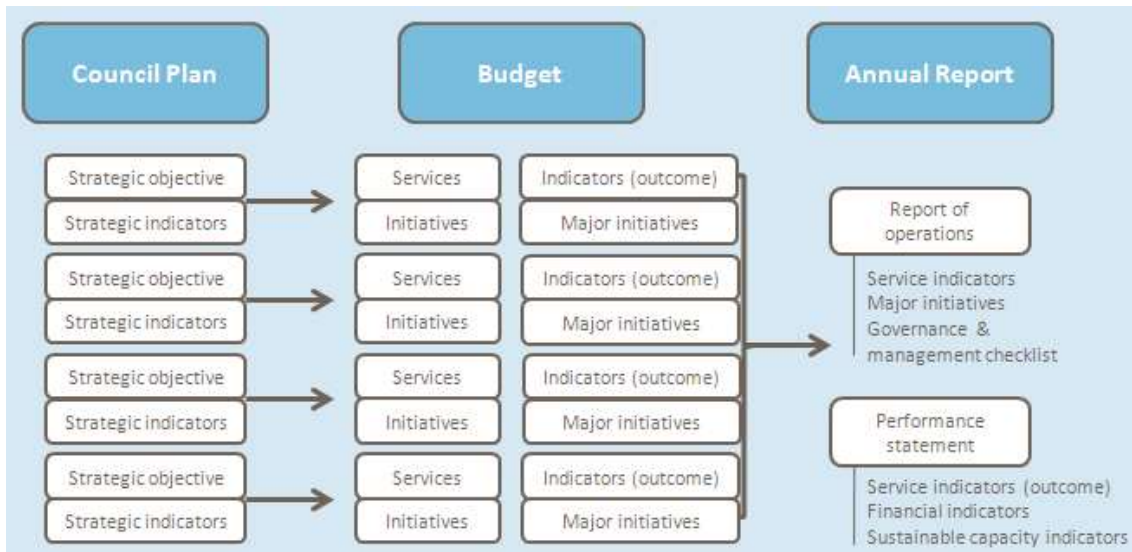 Council Plan
Budget
Annual Report
Strategic objective
Strategic indicators
Services
Initiatives
Indicators (outcome)
Major initiatives
Strategic objective
Strategic indicators
Services
Initiatives
Indicators (outcome)
Major initiatives
Strategic objective
Strategic indicators
Services
Initiatives
Indicators (outcome)
Major initiatives
Strategic objective
Strategic indicators
Services
Initiatives
Indicators (outcome)
Major initiatives
Report of
operations
Service indicators
Major initiatives
Governance &
management checklist
Performance
statement
Service indicators (outcome)
Financial indicators
Sustainable capacity indicators